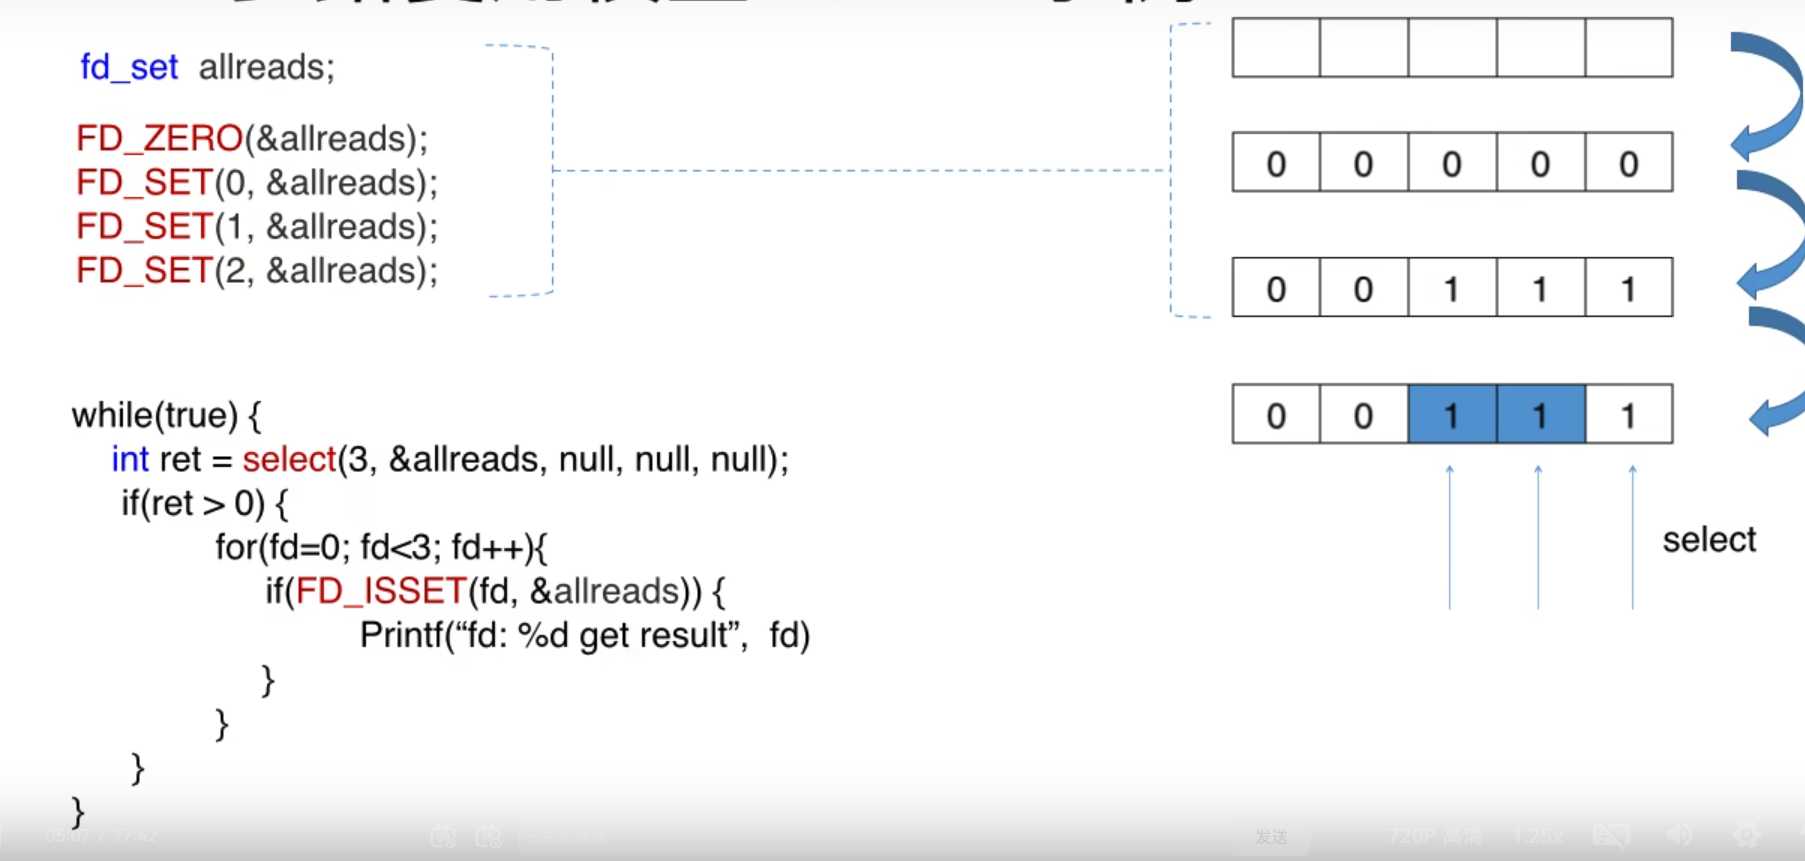 fd_set allreads;
FD_ZERO(&allreads);
FD_SET(0, &allreads);
FD_SET(1, &allreads);
FD_SET(2, &allreads);
while(true) {
int ret = select(3, &allreads, null, null, null);
if(ret > 0) {
for(fd=0; fd<3; fd++){
if(FD_ISSET(fd, &allreads)) {
Printf(“fd: %d get result”, fd)
}
}
}
}
0 0 0 0 0
0 0 1 1 1
0 0 1 1 1
select
05:07 / 17:42
发送
720P 高清
1.25x